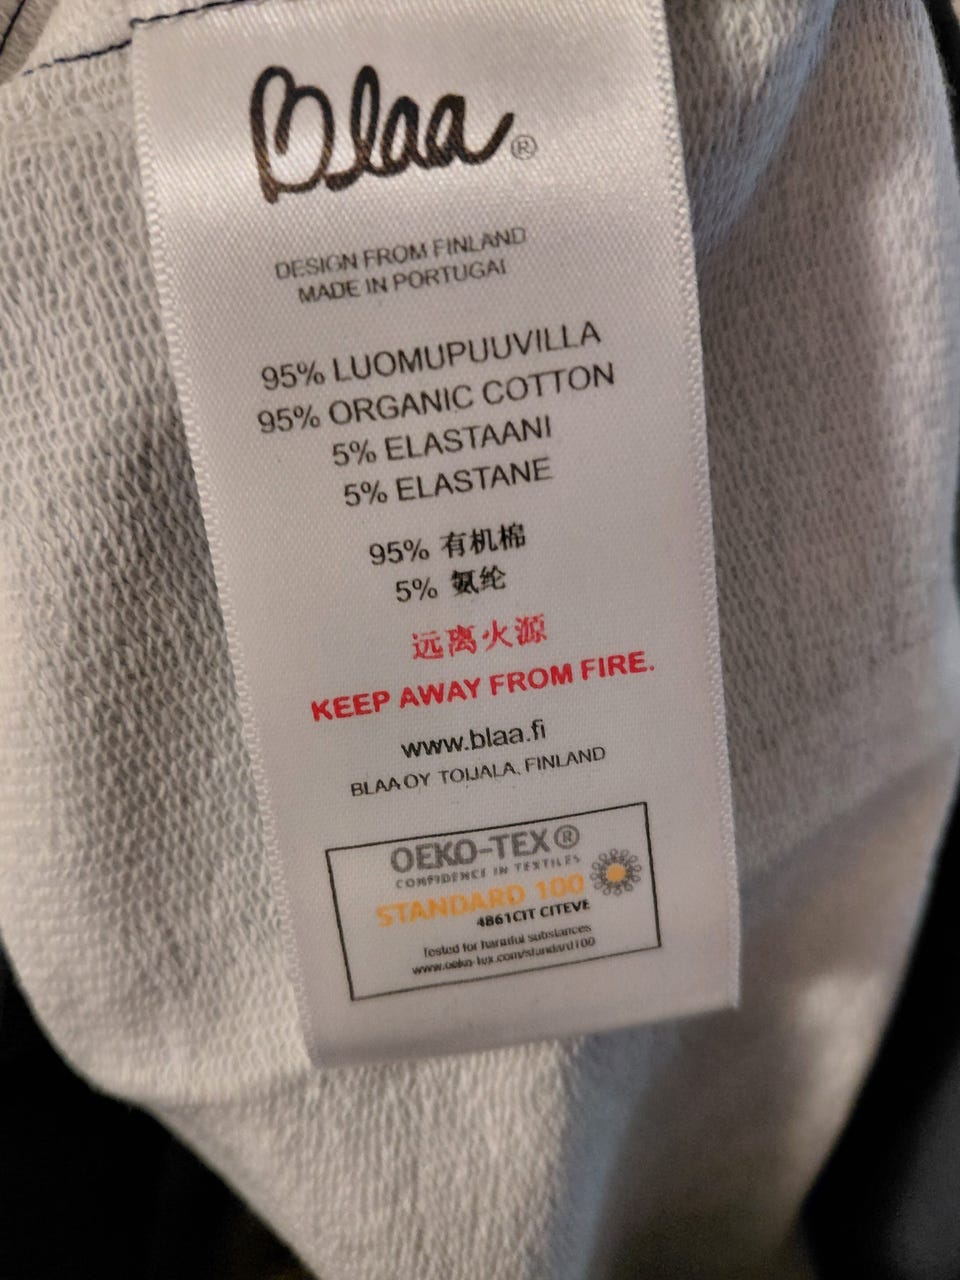 Blaa®
DESIGN FROM FINLAND
MADE IN PORTUGAL
95% LUOMUPUUVILLA
95% ORGANIC COTTON
5% ELASTAANI
5% ELASTANE
95% 有机棉
5% 氨纶
远离火源
KEEP AWAY FROM FIRE.
www.blaa.fi
BLAA OY TOIJALA, FINLAND
OEKO-TEX®
CONFIDENCE IN TEXTILES
STANDARD 100
4861CIT CITEVE
Tested for harmful substances
www.oeko-tex.com/standard100